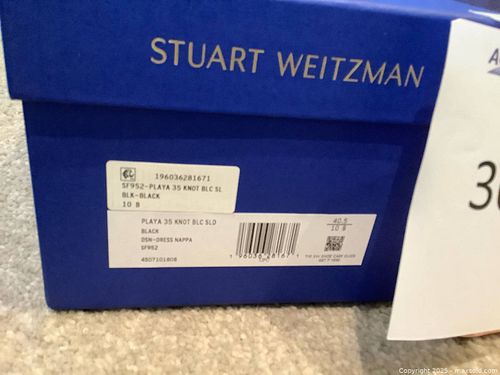 STUART WEITZMAN
196036281671
SF952-PLAYA 35 KNOT BLC SL
BLK-BLACK
10 B
PLAYA 35 KNOT BLC SLD
BLACK
DSN-DRESS NAPPA
SF952
4507101808
1 96036 28167 1
UPC
40.5
10 B
Copyright 2025 - maxsold.com